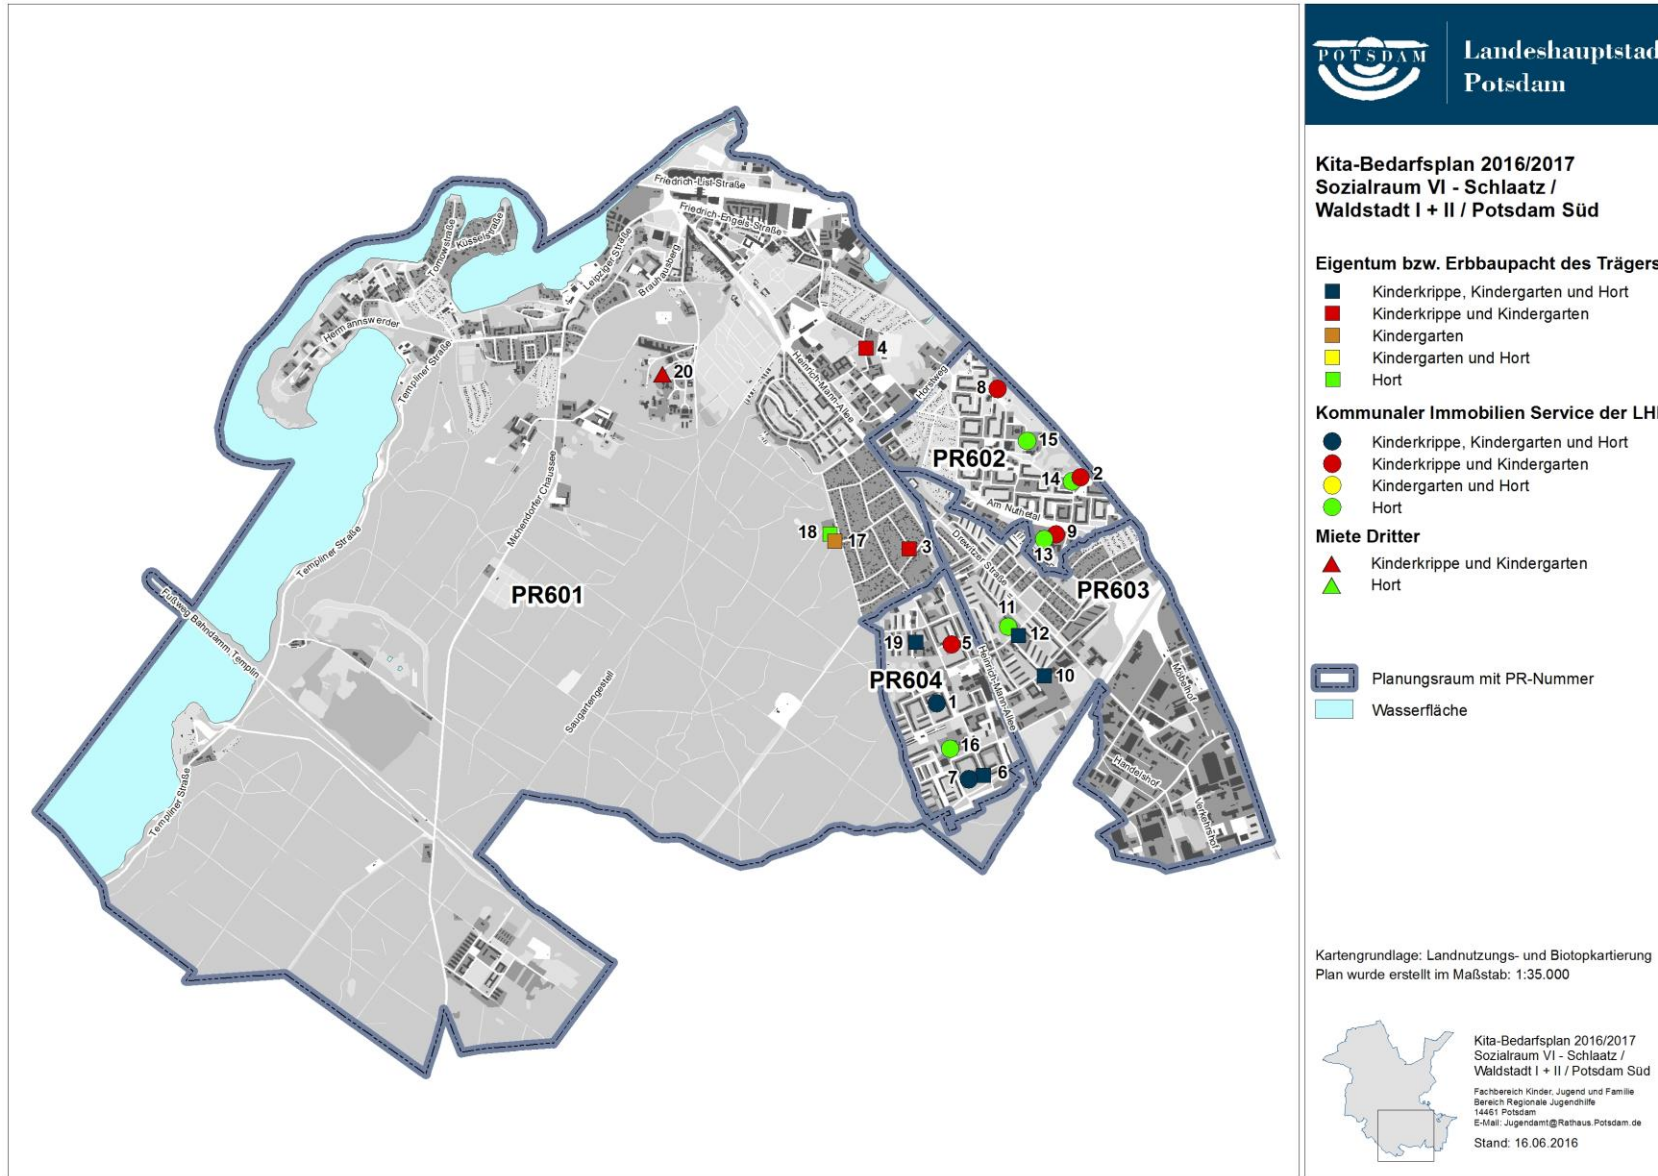 POTSDAM
Landeshauptstad
Potsdam
Kita-Bedarfsplan 2016/2017
Sozialraum VI - Schlaatz /
Waldstadt I + II / Potsdam Süd
Eigentum bzw. Erbbaupacht des Trägers
Kinderkrippe, Kindergarten und Hort
Kinderkrippe und Kindergarten
Kindergarten
Kindergarten und Hort
Hort
Kommunaler Immobilien Service der LH
Kinderkrippe, Kindergarten und Hort
Kinderkrippe und Kindergarten
Kindergarten und Hort
Hort
Miete Dritter
Kinderkrippe und Kindergarten
Hort
Planungsraum mit PR-Nummer
Wasserfläche
Kartengrundlage: Landnutzungs- und Biotopkartierung
Plan wurde erstellt im Maßstab: 1:35.000
Kita-Bedarfsplan 2016/2017
Sozialraum VI - Schlaatz /
Waldstadt I + II / Potsdam Süd
Fachbereich Kinder, Jugend und Familie
Bereich Regionale Jugendhilfe
14461 Potsdam
E-Mail: Jugendamt@Rathaus.Potsdam.de
Stand: 16.06.2016
Friedrich-List-Straße
Friedrich-Engels-Straße
Küsselstraße
Tornowstraße
Leipziger Straße
Brauhausberg
Hermannswerder
Templiner Straße
Heinrich-Mann-Allee
4
20
Horstweg
8
15
PR602
14
2
Am Nuthetal
9
13
18
17
3
Drewitzer Straße
Michendorfer Chaussee
Templiner Straße
PR601
PR603
Fußweg Bahndamm Templin
11
12
19
5
Heinrich-Mann-Allee
10
PR604
1
Saugartengestell
Möbelhof
16
7
6
Handelshof
Verkehrshof
Templiner Straße